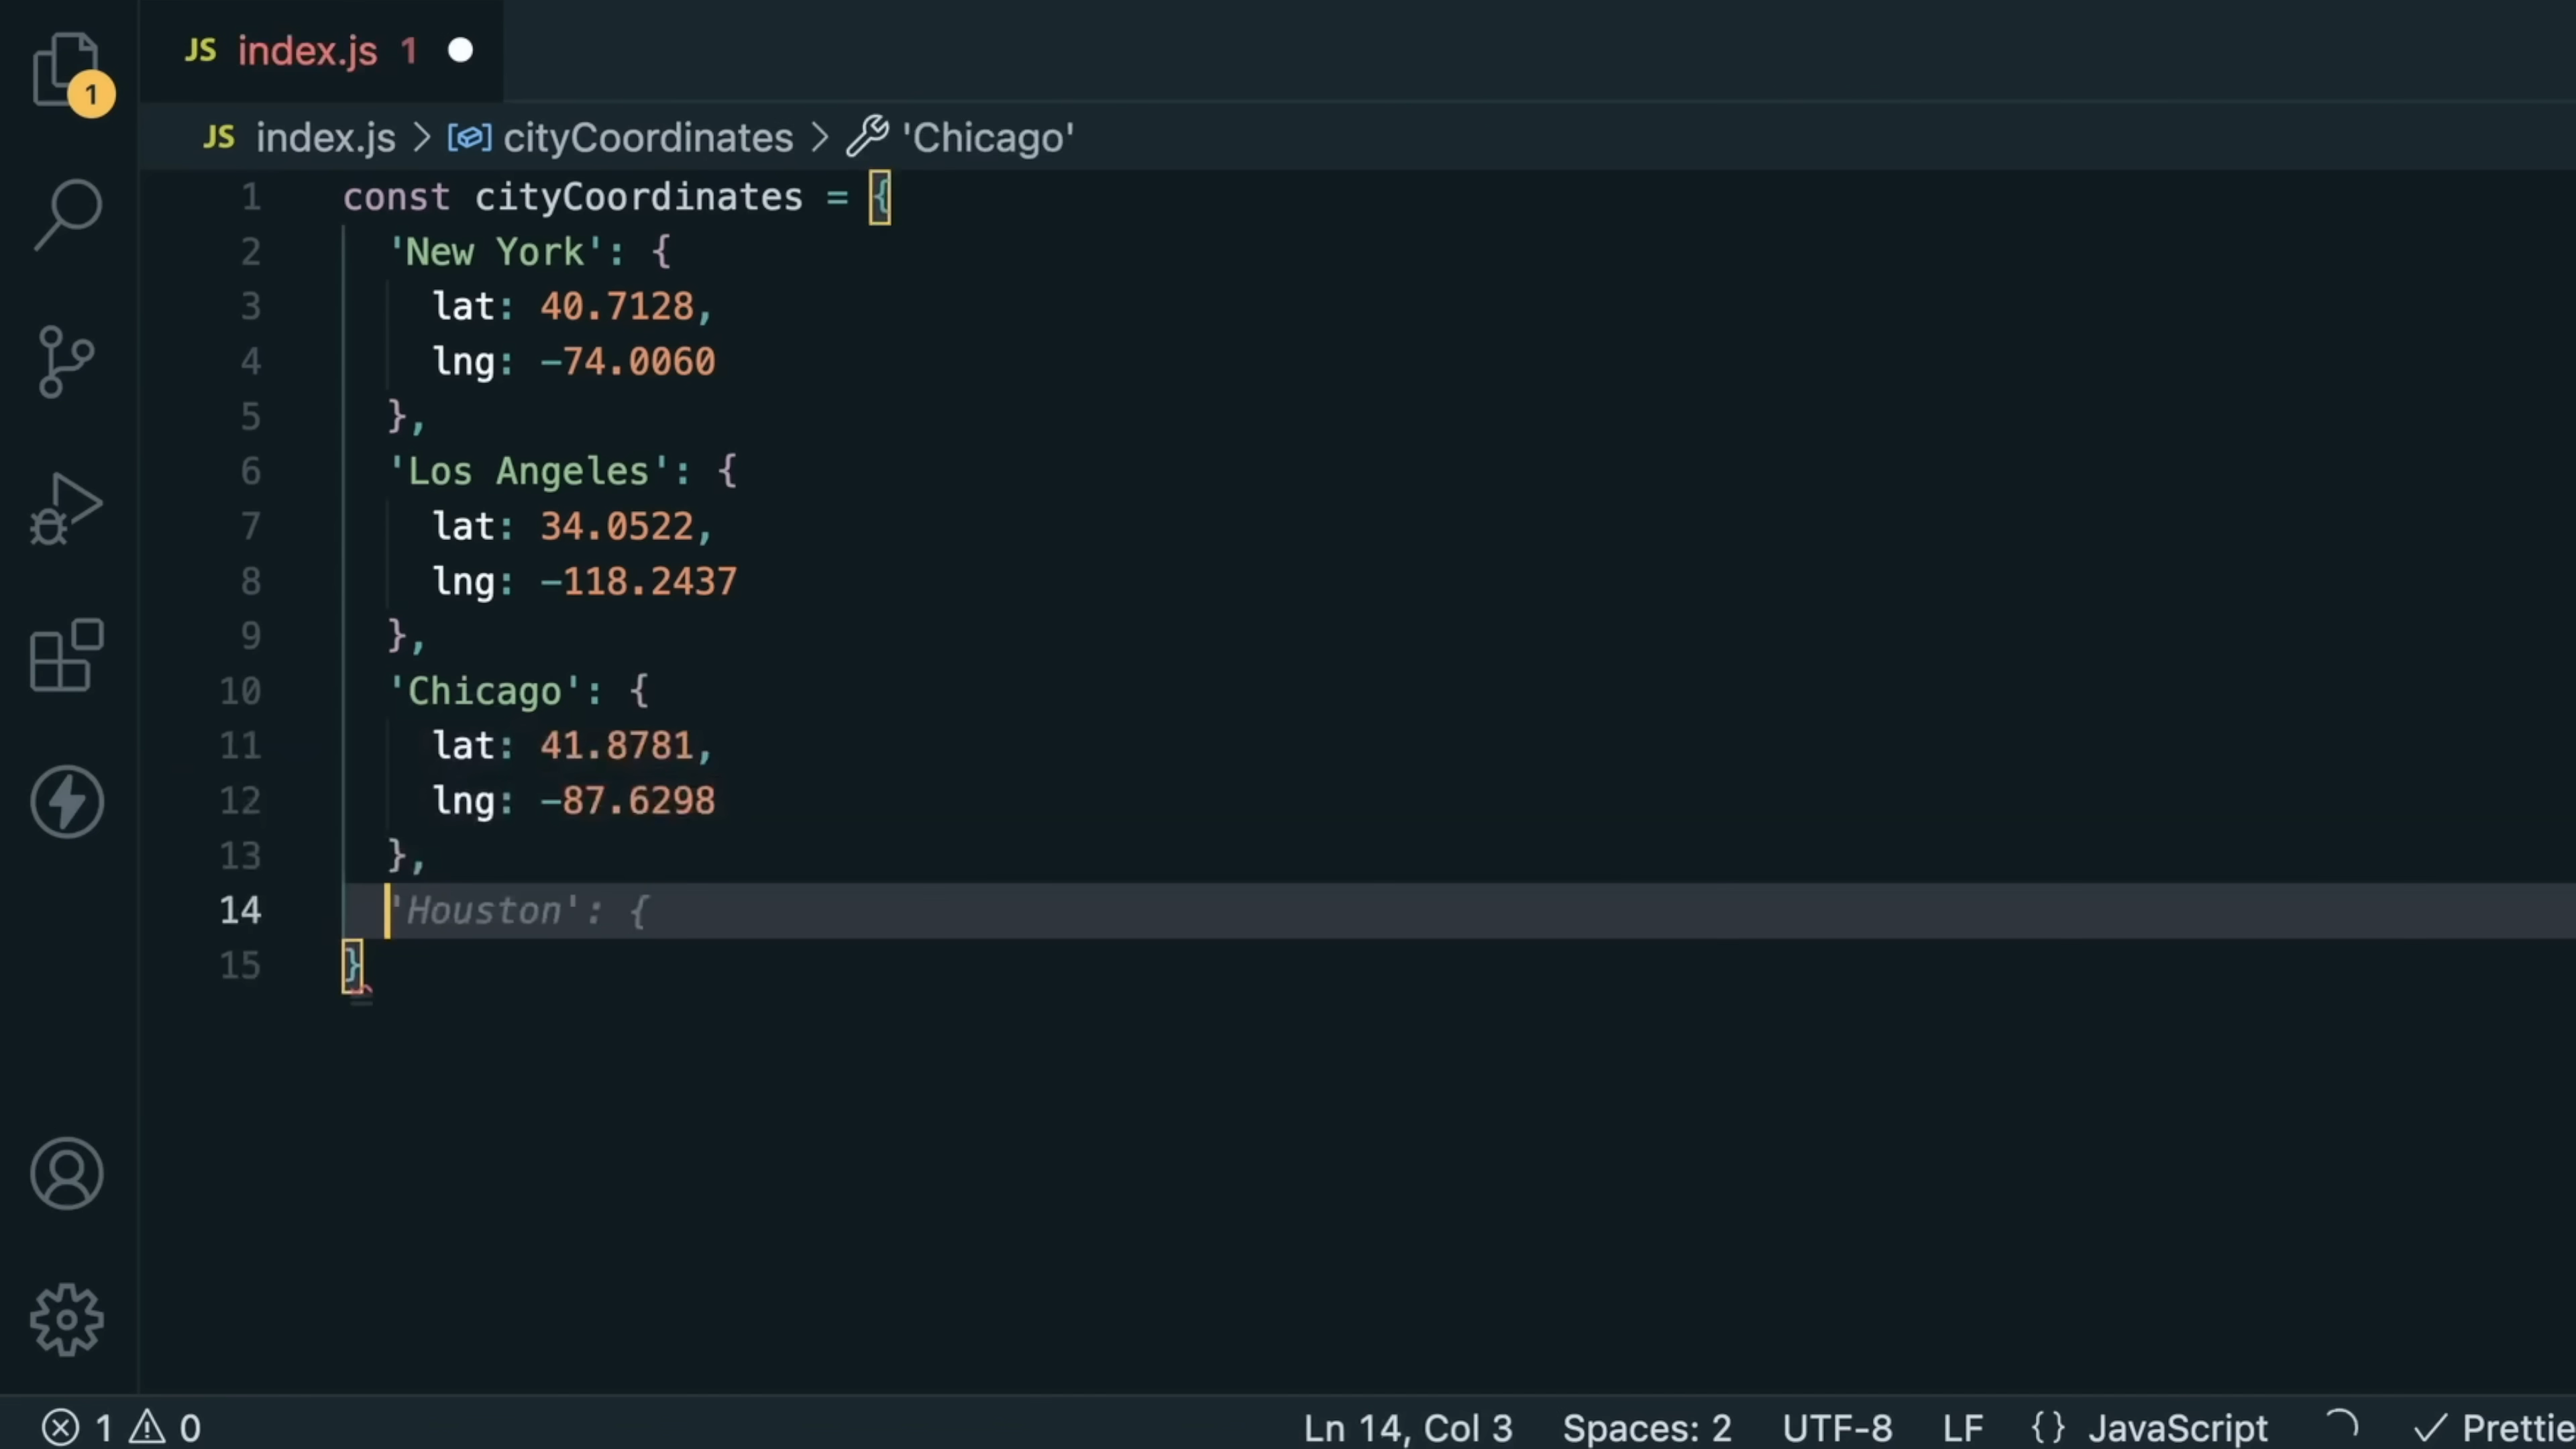 JS index.js 1
1
JS index.js > cityCoordinates > 'Chicago'
1 const cityCoordinates = {
2 'New York': {
3 lat: 40.7128,
4 lng: -74.0060
5 },
6 'Los Angeles': {
7 lat: 34.0522,
8 lng: -118.2437
9 },
10 'Chicago': {
11 lat: 41.8781,
12 lng: -87.6298
13 },
14 'Houston': {
15 }
1 0 Ln 14, Col 3 Spaces: 2 UTF-8 LF {} JavaScript Prettie